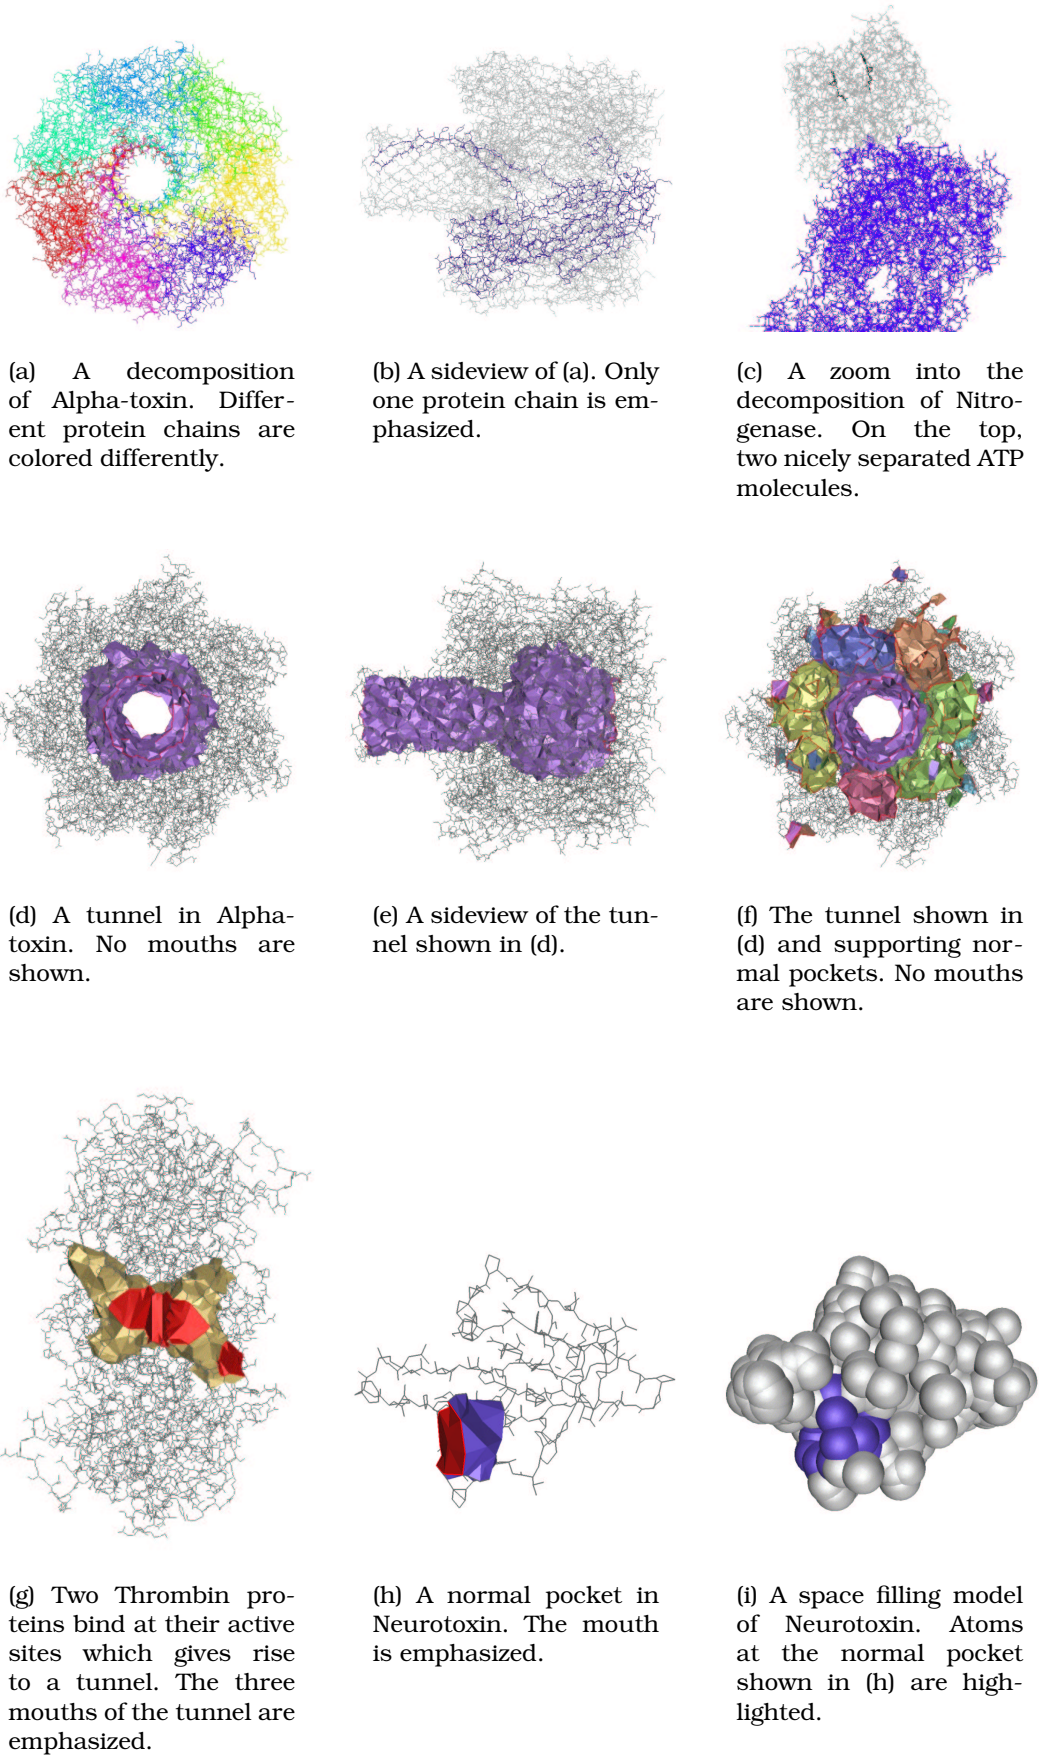 (a) A decomposition
of Alpha-toxin. Differ-
ent protein chains are
colored differently.
(b) A sideview of (a). Only
one protein chain is em-
phasized.
(c) A zoom into the
decomposition of Nitro-
genase. On the top,
two nicely separated ATP
molecules.
(d) A tunnel in Alpha-
toxin. No mouths are
shown.
(e) A sideview of the tun-
nel shown in (d).
(f) The tunnel shown in
(d) and supporting nor-
mal pockets. No mouths
are shown.
(g) Two Thrombin pro-
teins bind at their active
sites which gives rise
to a tunnel. The three
mouths of the tunnel are
emphasized.
(h) A normal pocket in
Neurotoxin. The mouth
is emphasized.
(i) A space filling model
of Neurotoxin. Atoms
at the normal pocket
shown in (h) are high-
lighted.